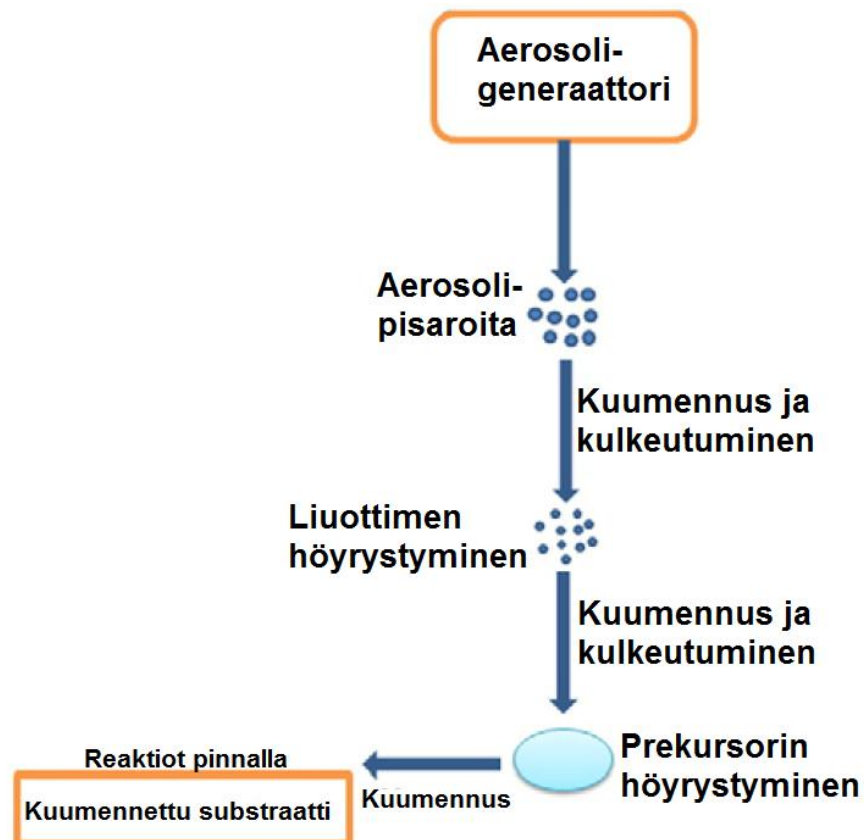 Aerosoli-
generaattori
Aerosoli-
pisaroita
Kuumennus ja
kulkeutuminen
Liuottimen
höyrystyminen
Kuumennus ja
kulkeutuminen
Prekursorin
höyrystyminen
Kuumennus
Reaktiot pinnalla
Kuumennettu substraatti